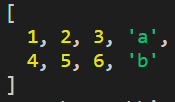 [
1, 2, 3, 'a',
4, 5, 6, 'b'
]